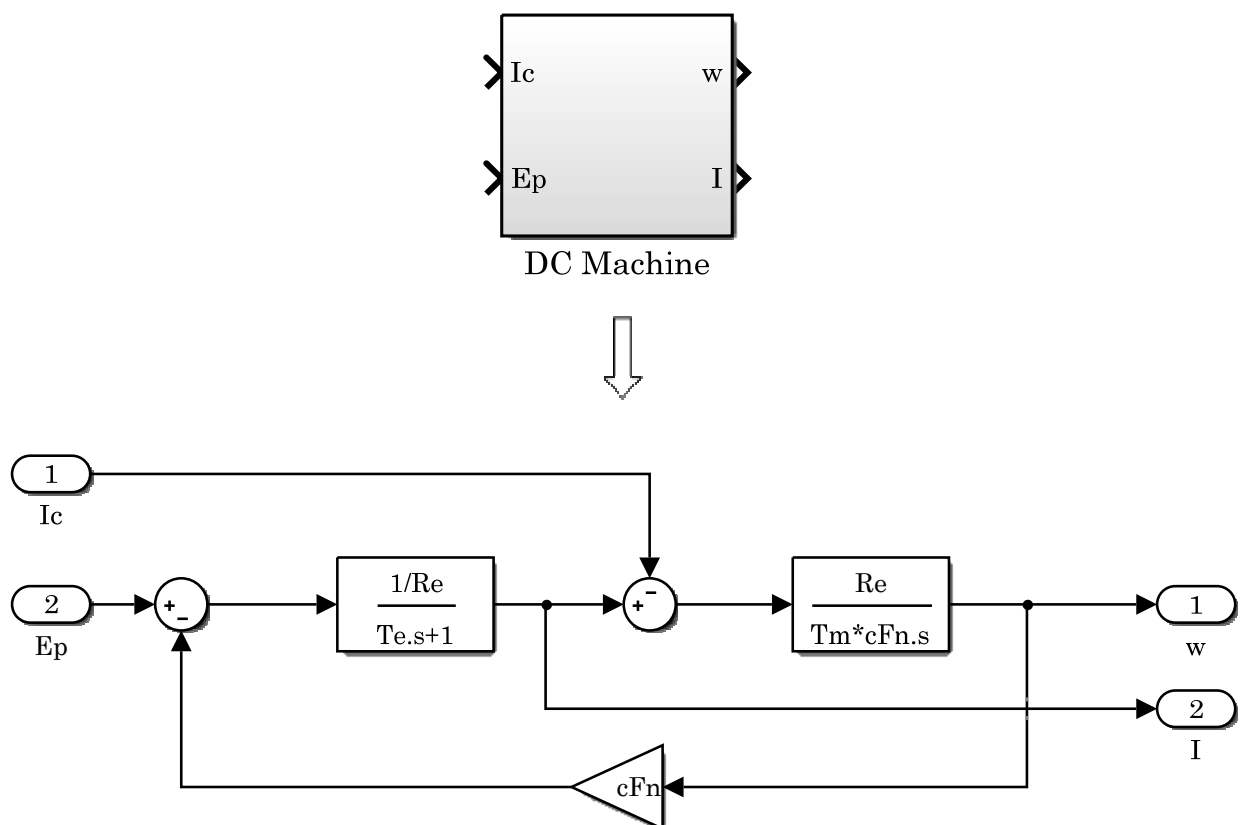 Ic
w
Ep
I
DC Machine
1
Ic
2
Ep
+
−
1/Re
Te.s+1
−
+
Re
Tm*cFn.s
1
w
2
I
cFn